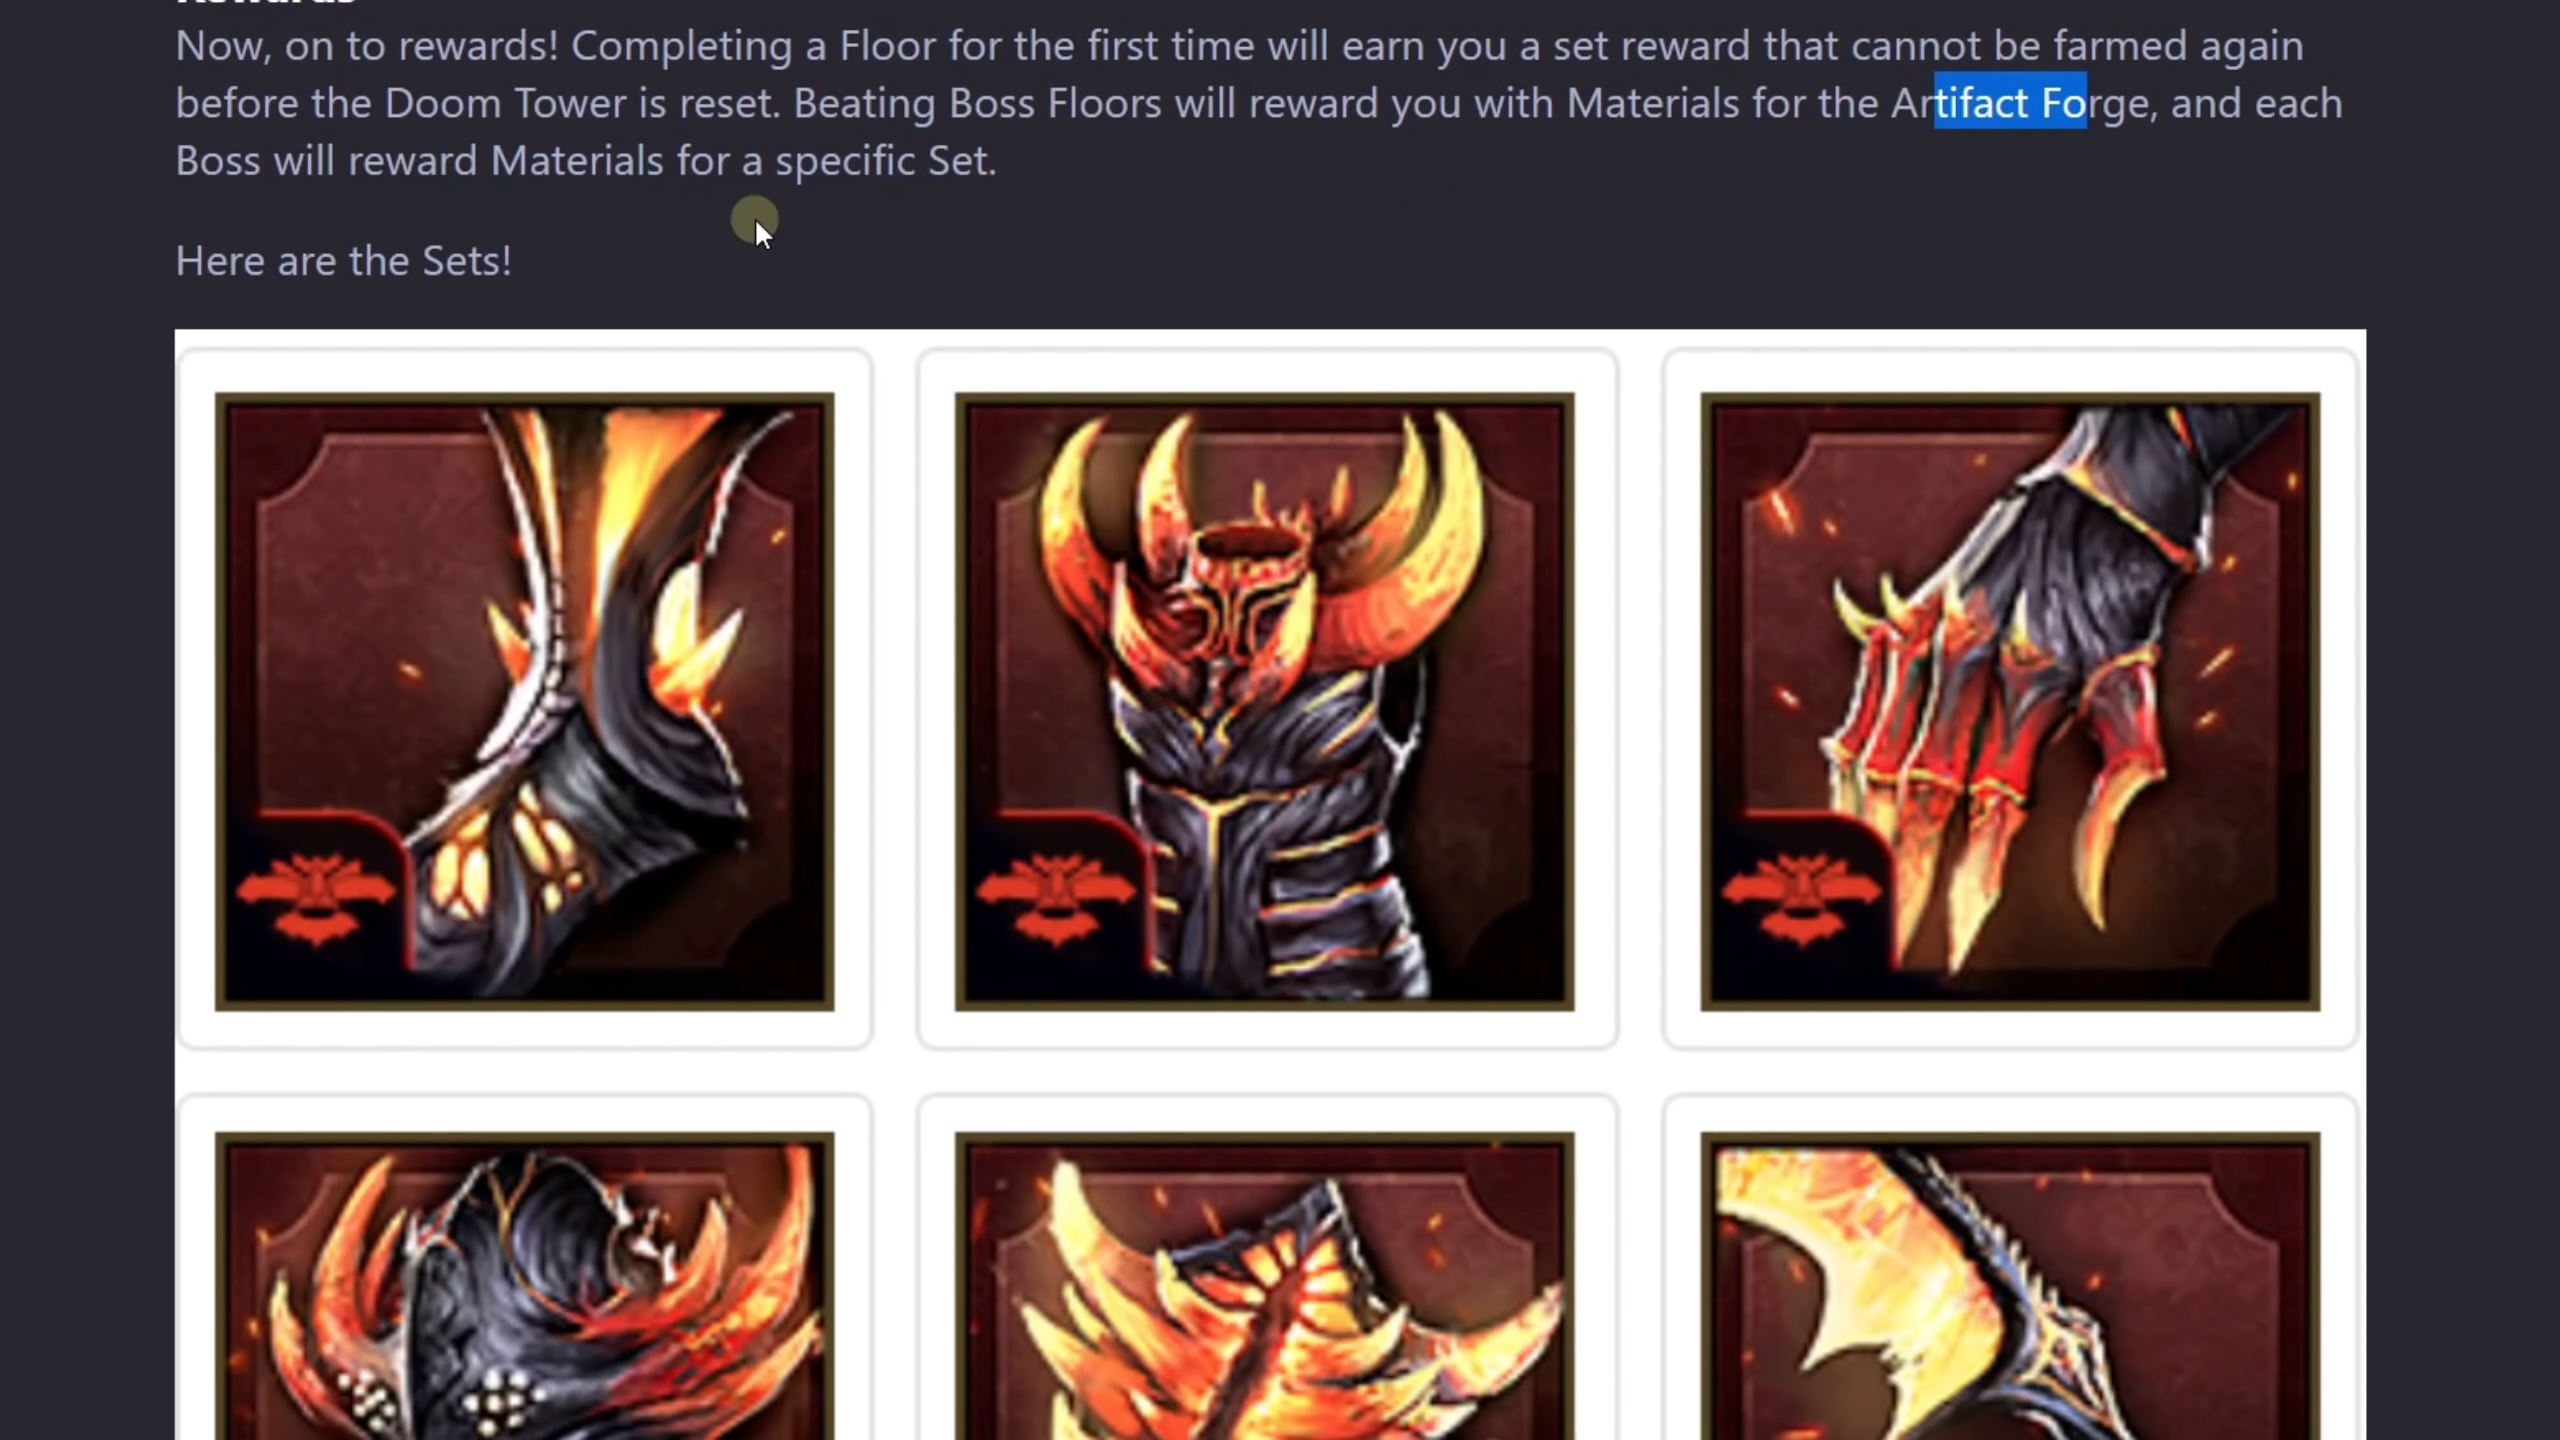 Rewards
Now, on to rewards! Completing a Floor for the first time will earn you a set reward that cannot be farmed again
before the Doom Tower is reset. Beating Boss Floors will reward you with Materials for the Artifact Forge, and each
Boss will reward Materials for a specific Set.
Here are the Sets!